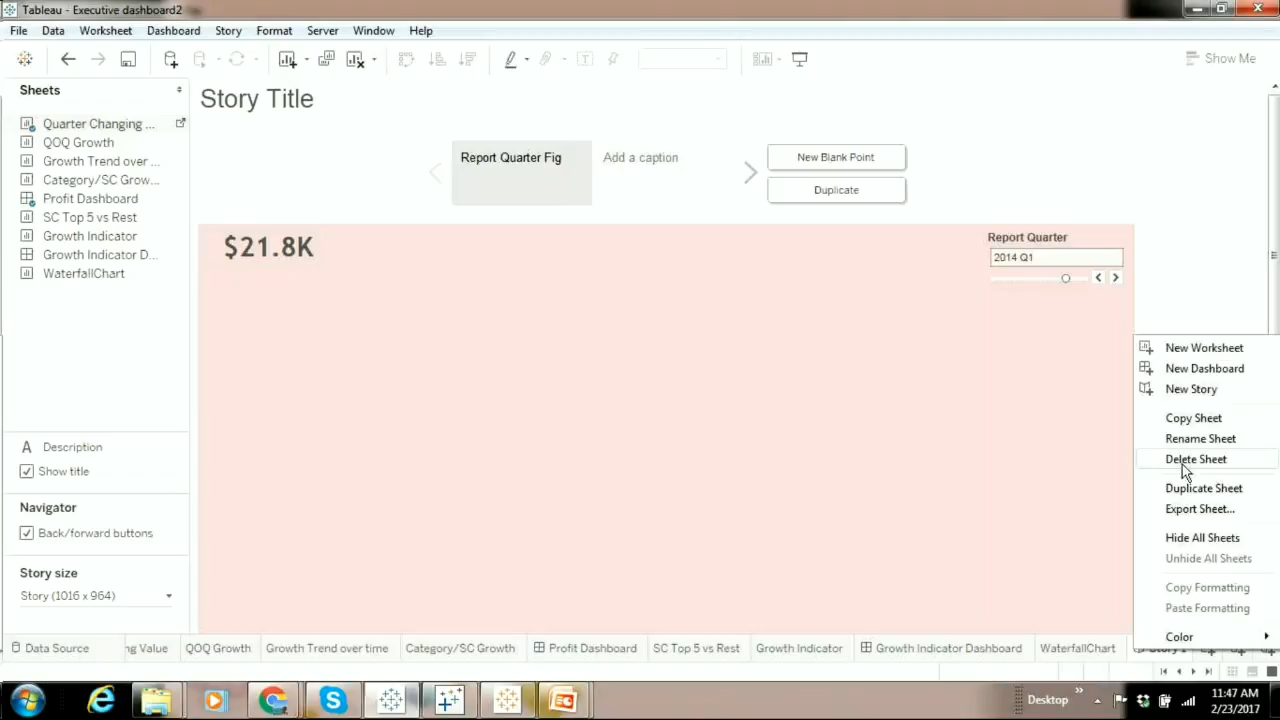 Tableau - Executive dashboard2
File Data Worksheet Dashboard Story Format Server Window Help
Show Me
Sheets
Story Title
Quarter Changing ...
QOQ Growth
Growth Trend over ...
Category/SC Grow...
Profit Dashboard
SC Top 5 vs Rest
Growth Indicator
Growth Indicator D...
WaterfallChart
Report Quarter Fig
Add a caption
New Blank Point
Duplicate
$21.8K
Report Quarter
2014 Q1
New Worksheet
New Dashboard
New Story
Copy Sheet
Rename Sheet
Delete Sheet
Duplicate Sheet
Export Sheet...
Hide All Sheets
Unhide All Sheets
Copy Formatting
Paste Formatting
Color
A Description
Show title
Navigator
Back/forward buttons
Story size
Story (1016 x 964)
Data Source ng Value QOQ Growth Growth Trend over time Category/SC Growth Profit Dashboard SC Top 5 vs Rest Growth Indicator Growth Indicator Dashboard WaterfallChart
Desktop
11:47 AM
2/23/2017